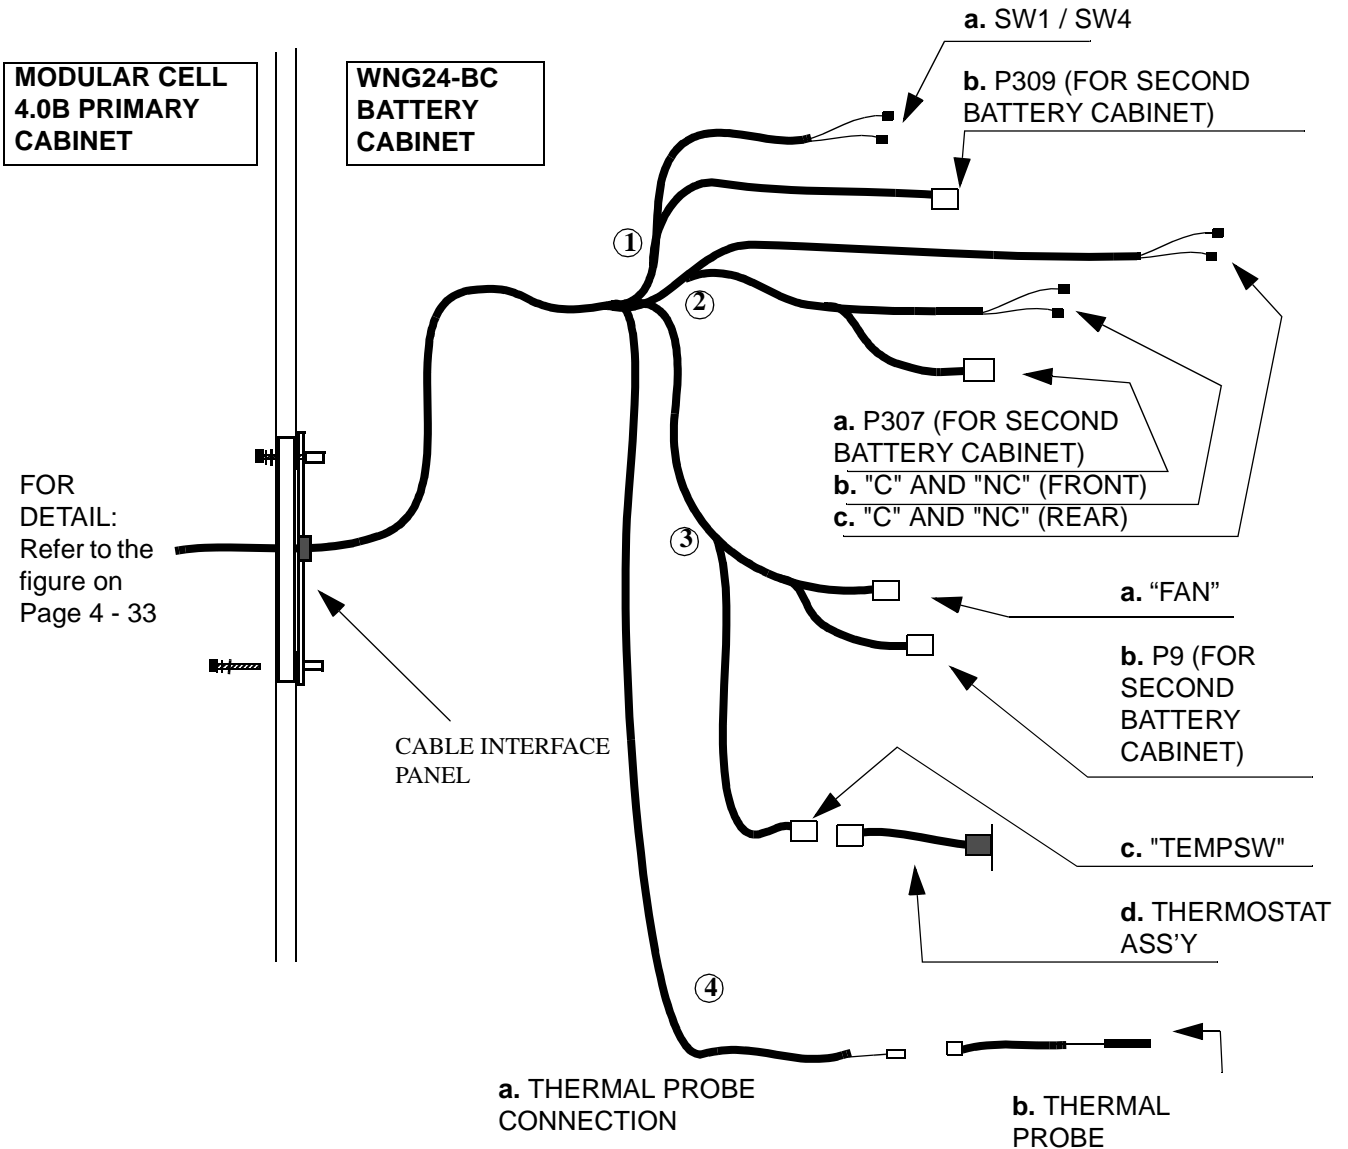 a. SW1 / SW4
MODULAR CELL
4.0B PRIMARY
CABINET
WNG24-BC
BATTERY
CABINET
b. P309 (FOR SECOND
BATTERY CABINET)
1
2
a. P307 (FOR SECOND
BATTERY CABINET)
b. "C" AND "NC" (FRONT)
c. "C" AND "NC" (REAR)
FOR
DETAIL:
Refer to the
figure on
Page 4 - 33
3
a. “FAN”
b. P9 (FOR
SECOND
BATTERY
CABINET)
CABLE INTERFACE
PANEL
c. "TEMPSW"
d. THERMOSTAT
ASS'Y
4
a. THERMAL PROBE
CONNECTION
b. THERMAL
PROBE